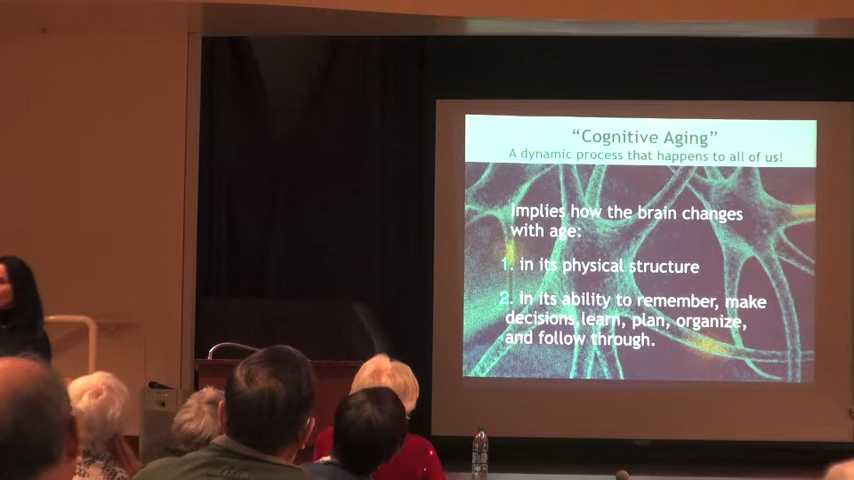 “Cognitive Aging”
A dynamic process that happens to all of us!
Implies how the brain changes
with age:
1. in its physical structure
2. in its ability to remember, make
decisions,learn, plan, organize,
and follow through.